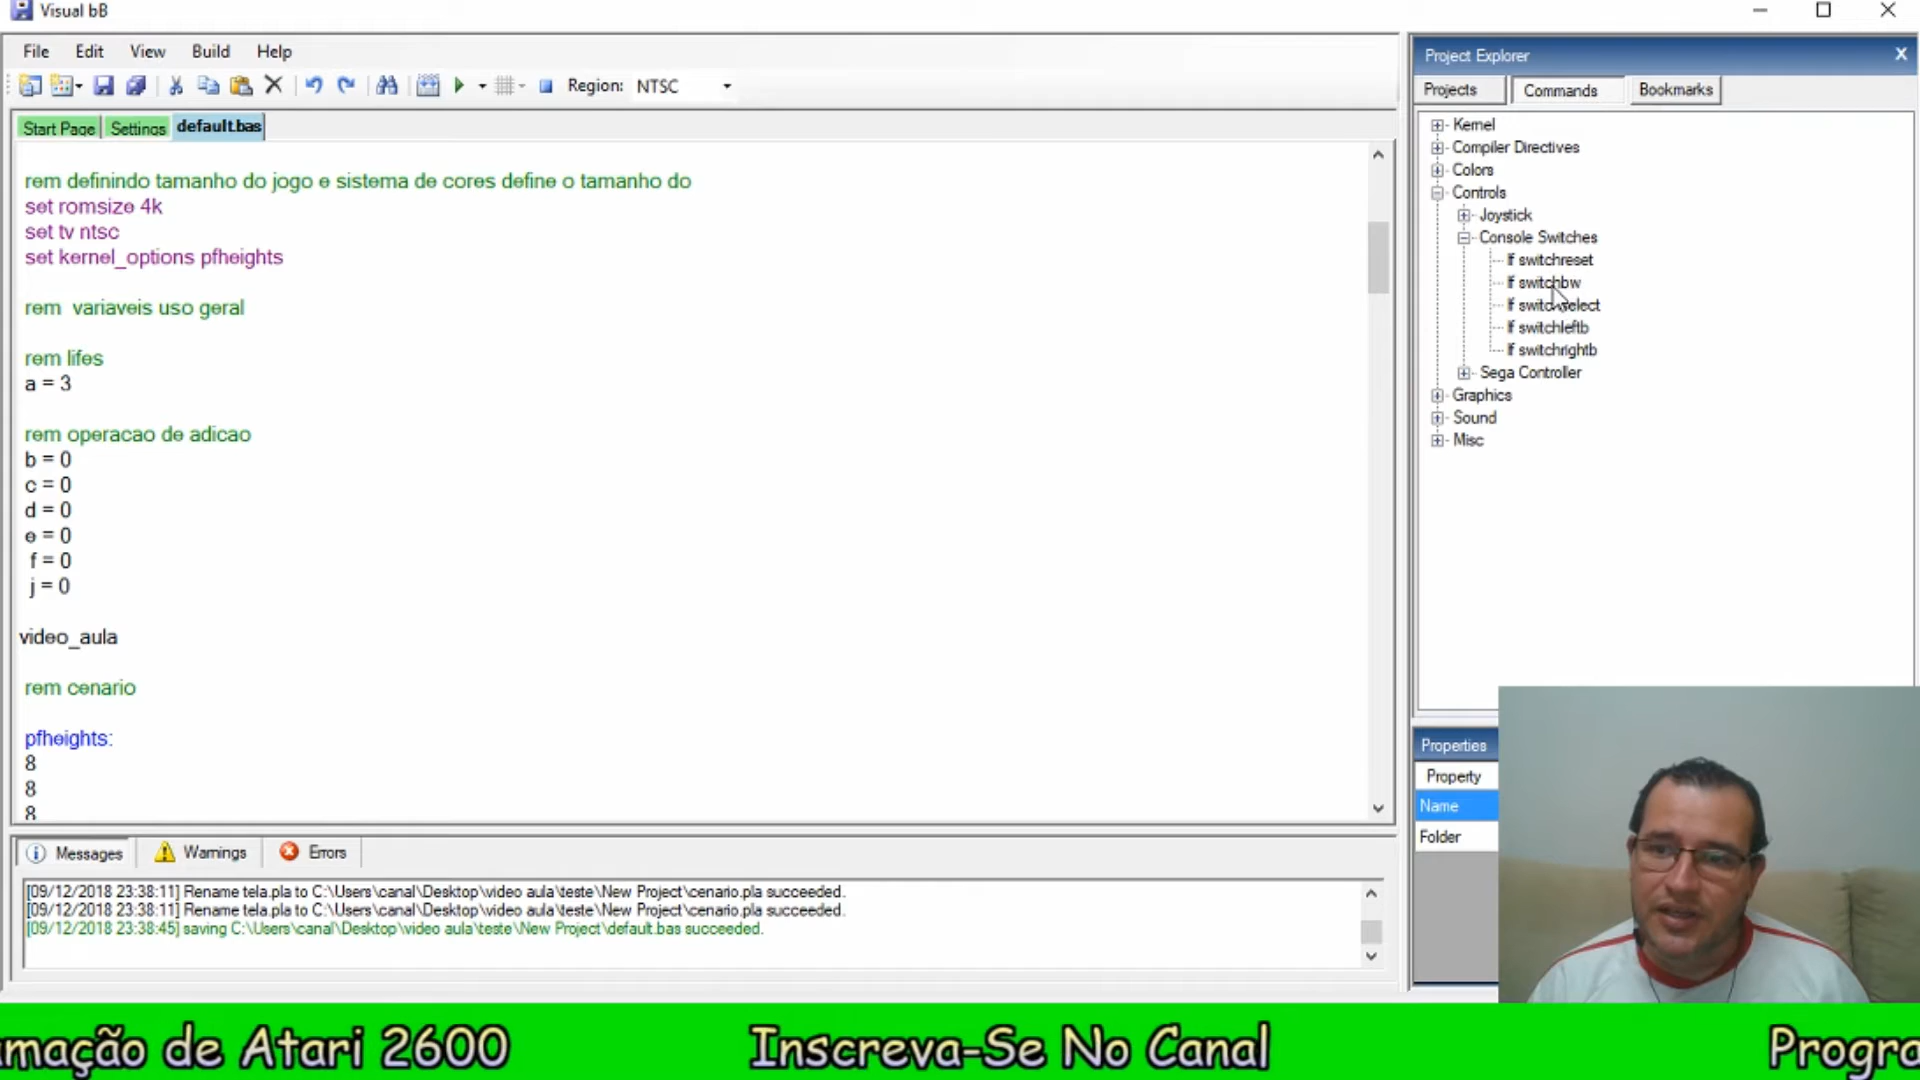 Visual bB
File Edit View Build Help
Region: NTSC
Start Page Settings default.bas
rem definindo tamanho do jogo e sistema de cores define o tamanho do
set romsize 4k
set tv ntsc
set kernel_options pfheights
rem variaveis uso geral
rem lifes
a = 3
rem operacao de adicao
b = 0
c = 0
d = 0
e = 0
f = 0
j = 0
video_aula
rem cenario
pfheights:
8
8
8
Messages Warnings Errors
[09/12/2018 23:38:11] Rename tela.pla to C:\Users\canal\Desktop\video aula\teste\New Project\cenario.pla succeeded.
[09/12/2018 23:38:11] Rename tela.pla to C:\Users\canal\Desktop\video aula\teste\New Project\cenario.pla succeeded.
[09/12/2018 23:38:45] saving C:\Users\canal\Desktop\video aula\teste\New Project\default.bas succeeded.
Project Explorer X
Projects Commands Bookmarks
Kernel
Compiler Directives
Colors
Controls
Joystick
Console Switches
If switchreset
If switchbw
If switchselect
If switchleftb
If switchrightb
Sega Controller
Graphics
Sound
Misc
Properties
Property
Name
Folder
amação de Atari 2600 Inscreva-Se No Canal Progra